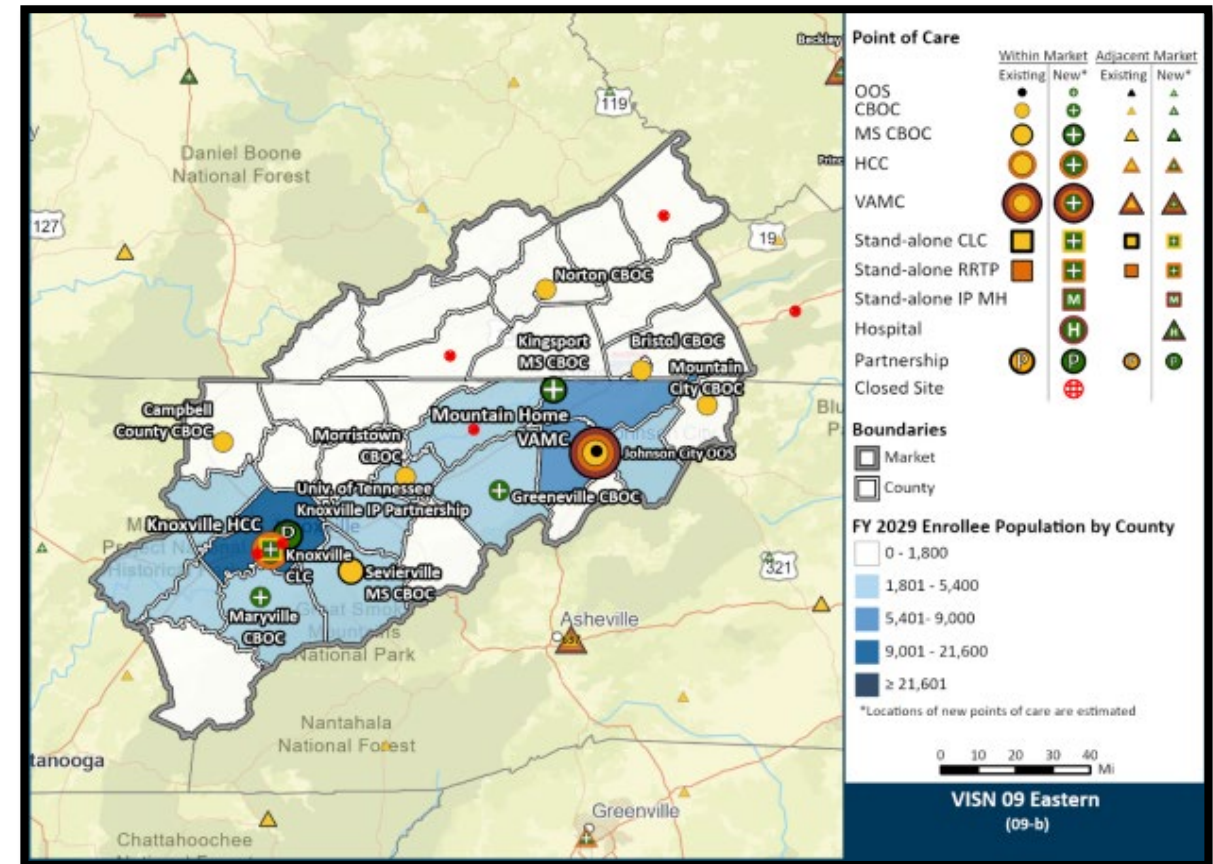 Beckley
119
Daniel Boone
National Forest
127
19
Norton CBOC
Kingsport
MS CBOC
Bristol CBOC
Mountain
City CBOC
Campbell
County CBOC
Mountain Home
VAMC
Johnson City OOS
Morristown
CBOC
Univ. of Tennessee
Knoxville IP Partnership
Greeneville CBOC
Knoxville HCC
Knoxville
CLC
Sevierville
MS CBOC
Maryville
CBOC
National Park
321
Asheville
Nantahala
National Forest
tanooga
Greenville
Chattahoochee
Point of Care
Within Market Adjacent Market
Existing New* Existing New*
OOS
CBOC
MS CBOC
HCC
VAMC
Stand-alone CLC
Stand-alone RRTP
Stand-alone IP MH
M M
Hospital
H H
Partnership
P P P P
Closed Site
Boundaries
Market
County
FY 2029 Enrollee Population by County
0 - 1,800
1,801 - 5,400
5,401- 9,000
9,001 - 21,600
≥ 21,601
*Locations of new points of care are estimated
0 10 20 30 40
Mi
VISN 09 Eastern
(09-b)